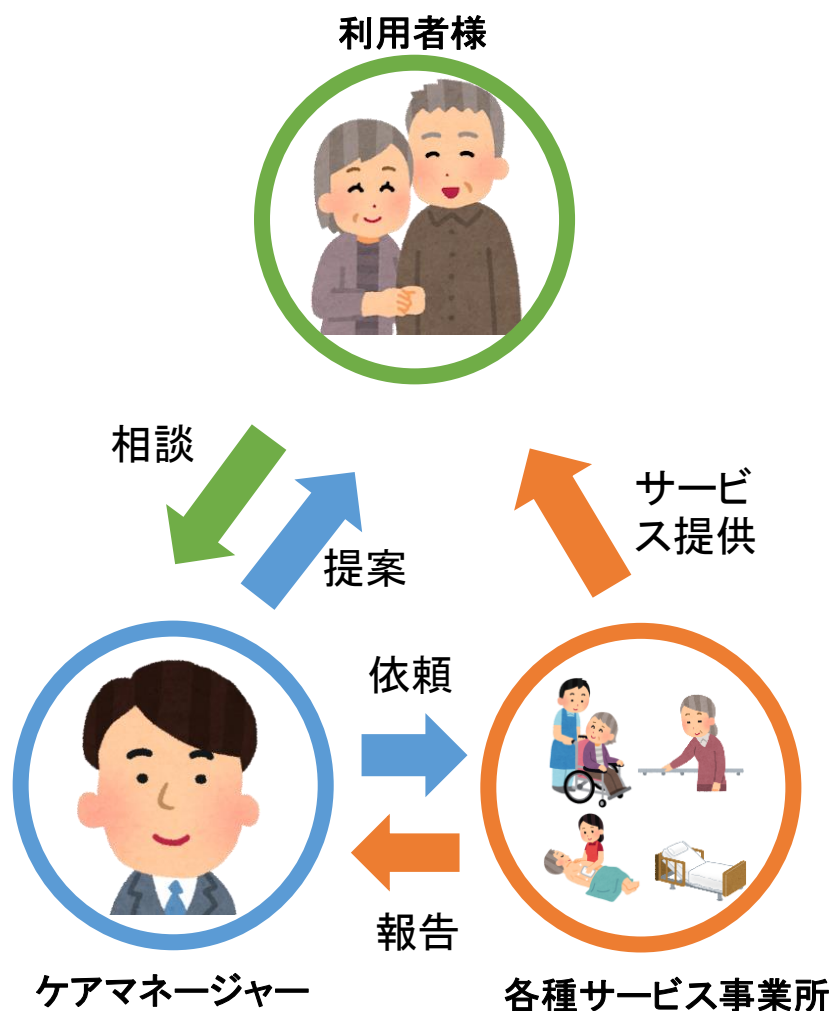 利用者様
相談
提案
サービ
ス提供
依頼
報告
ケアマネージャー
各種サービス事業所